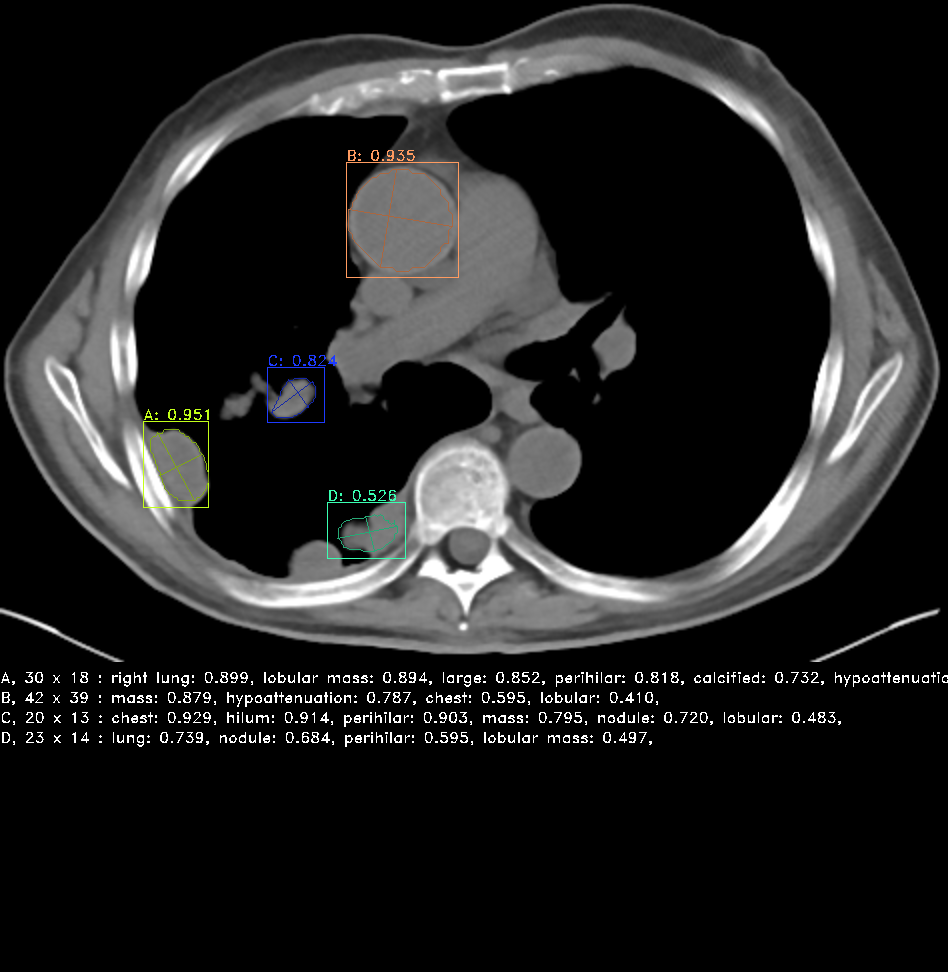 B: 0.935
C: 0.824
A: 0.951
D: 0.526
A, 30 x 18 : right lung: 0.899, lobular mass: 0.894, large: 0.852, perihilar: 0.818, calcified: 0.732, hypoattenuatio
B, 42 x 39 : mass: 0.879, hypoattenuation: 0.787, chest: 0.595, lobular: 0.410,
C, 20 x 13 : chest: 0.929, hilum: 0.914, perihilar: 0.903, mass: 0.795, nodule: 0.720, lobular: 0.483,
D, 23 x 14 : lung: 0.739, nodule: 0.684, perihilar: 0.595, lobular mass: 0.497,